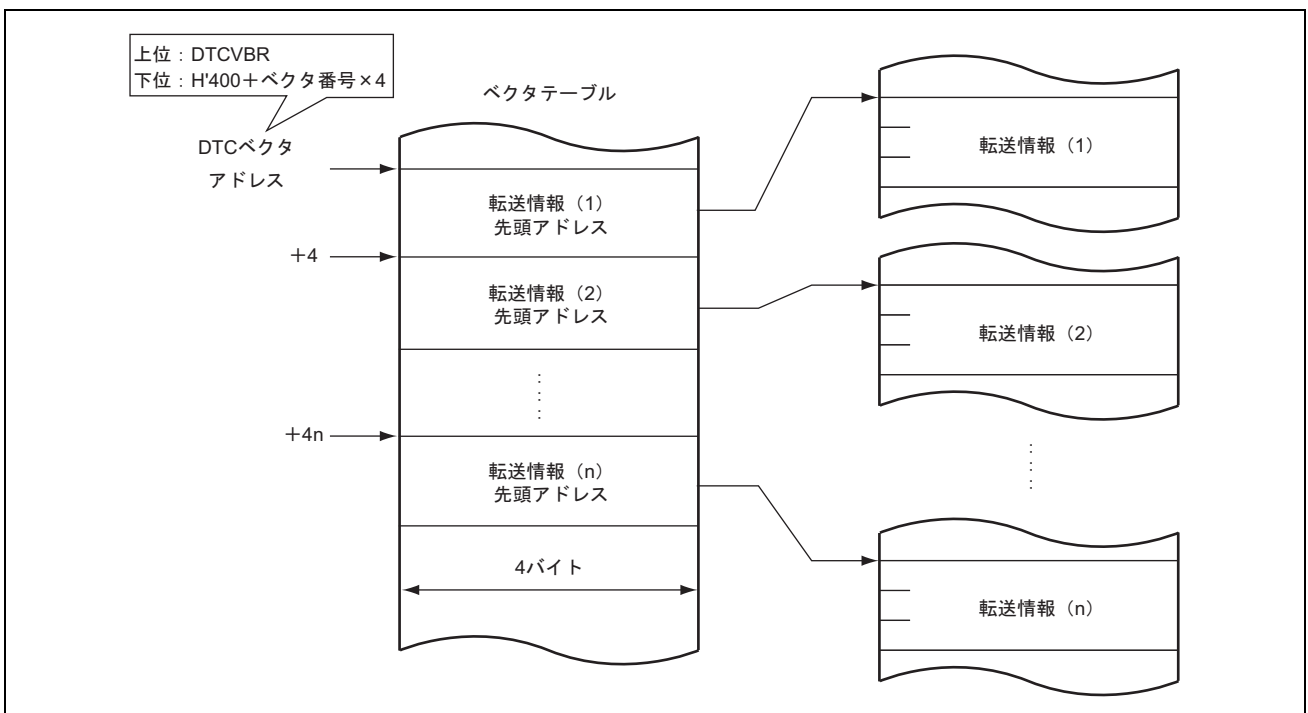 上位：DTCVBR
下位：H'400＋ベクタ番号×4
DTCベクタ
アドレス
ベクタテーブル
転送情報（1）
先頭アドレス
＋4
転送情報（2）
先頭アドレス
＋4n
転送情報（n）
先頭アドレス
4バイト
転送情報（1）
転送情報（2）
転送情報（n）